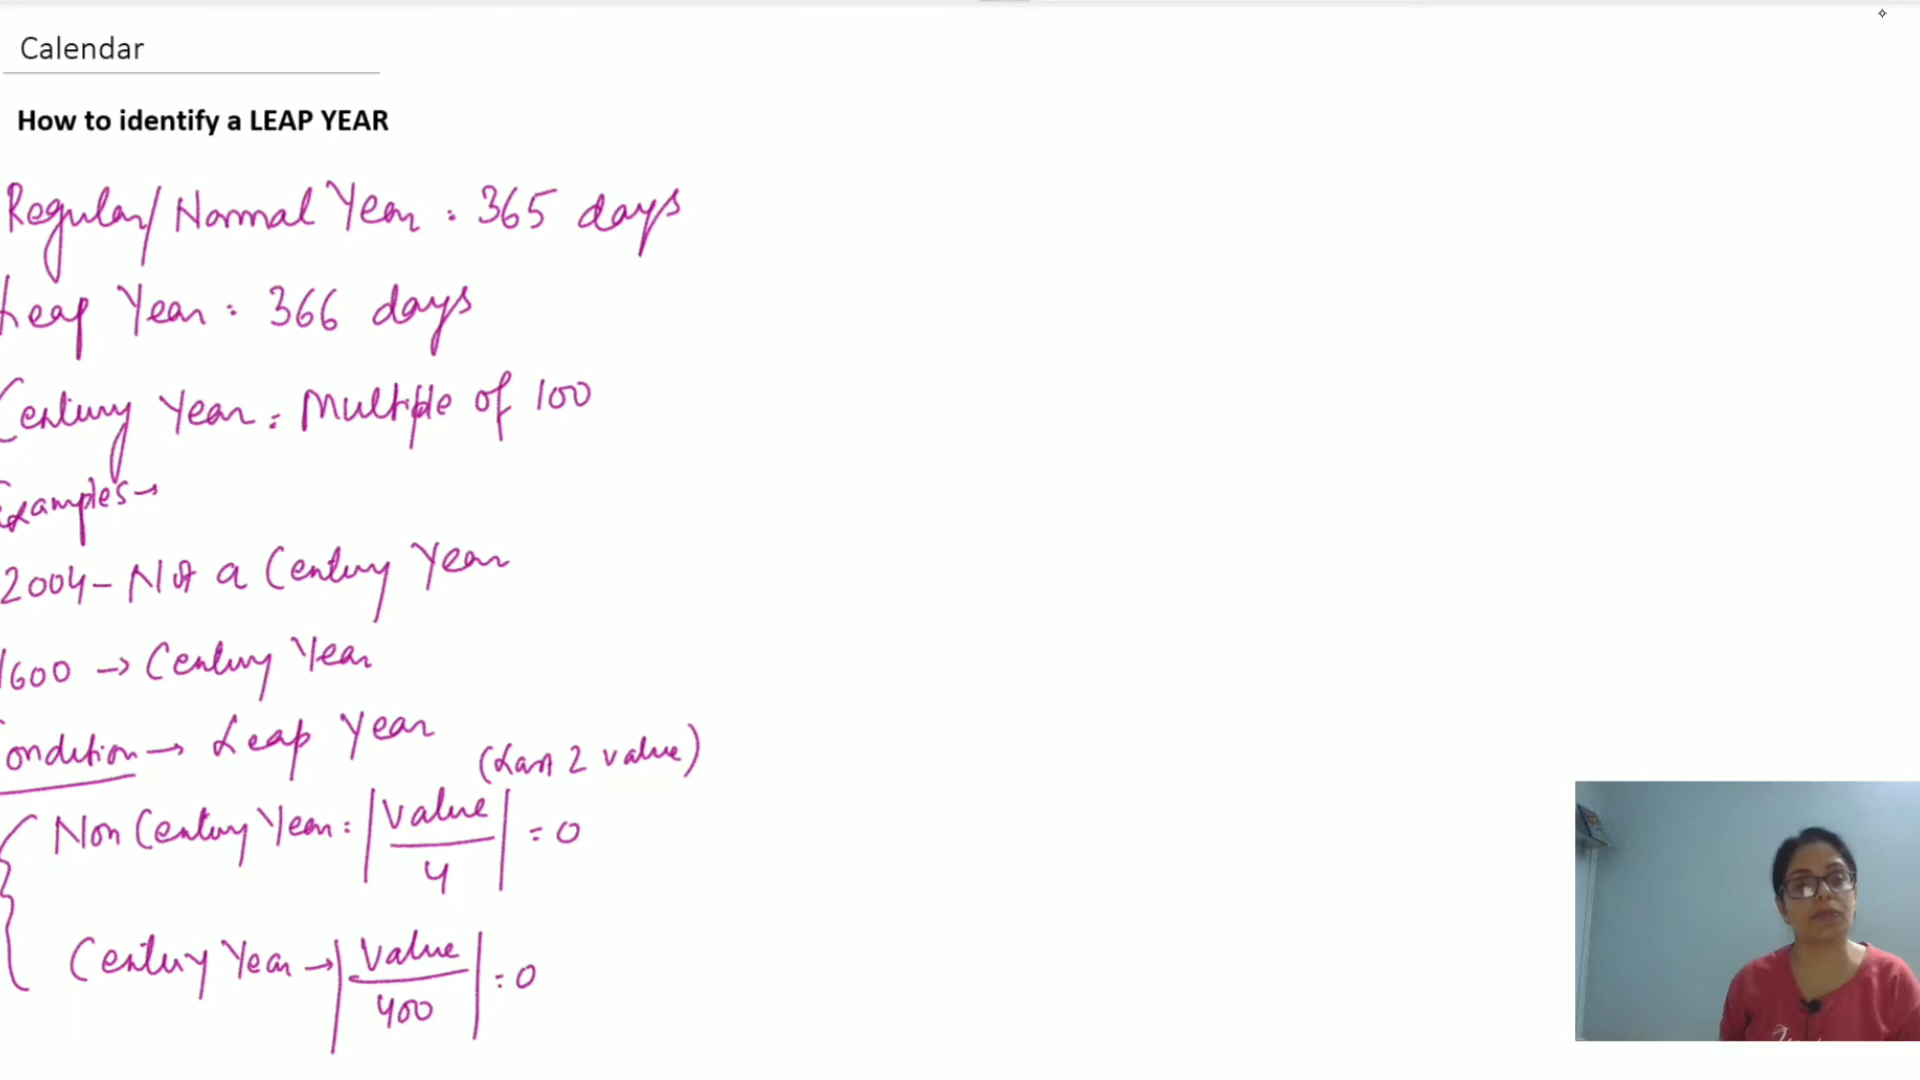 Calendar
How to identify a LEAP YEAR
Regular/Normal Year : 365 days
Leap Year : 366 days
Century Year : Multiple of 100
Examples→
2004 - Not a Century Year
1600 → Century Year
Condition → Leap Year
(Last 2 value)
Non Century Year : |value/4| = 0
Century Year → |value/400| = 0